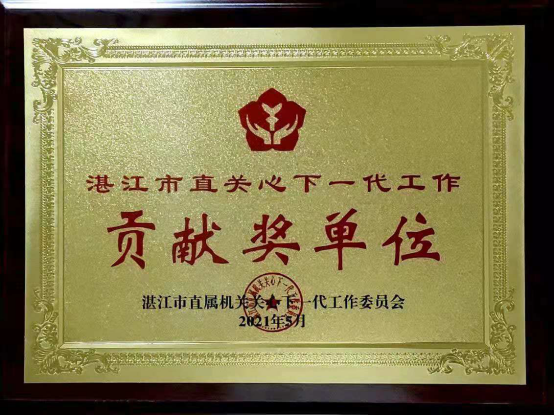 湛江市直关心下一代工作
贡献奖单位
湛江市直属机关关心下一代工作委员会
2021年5月